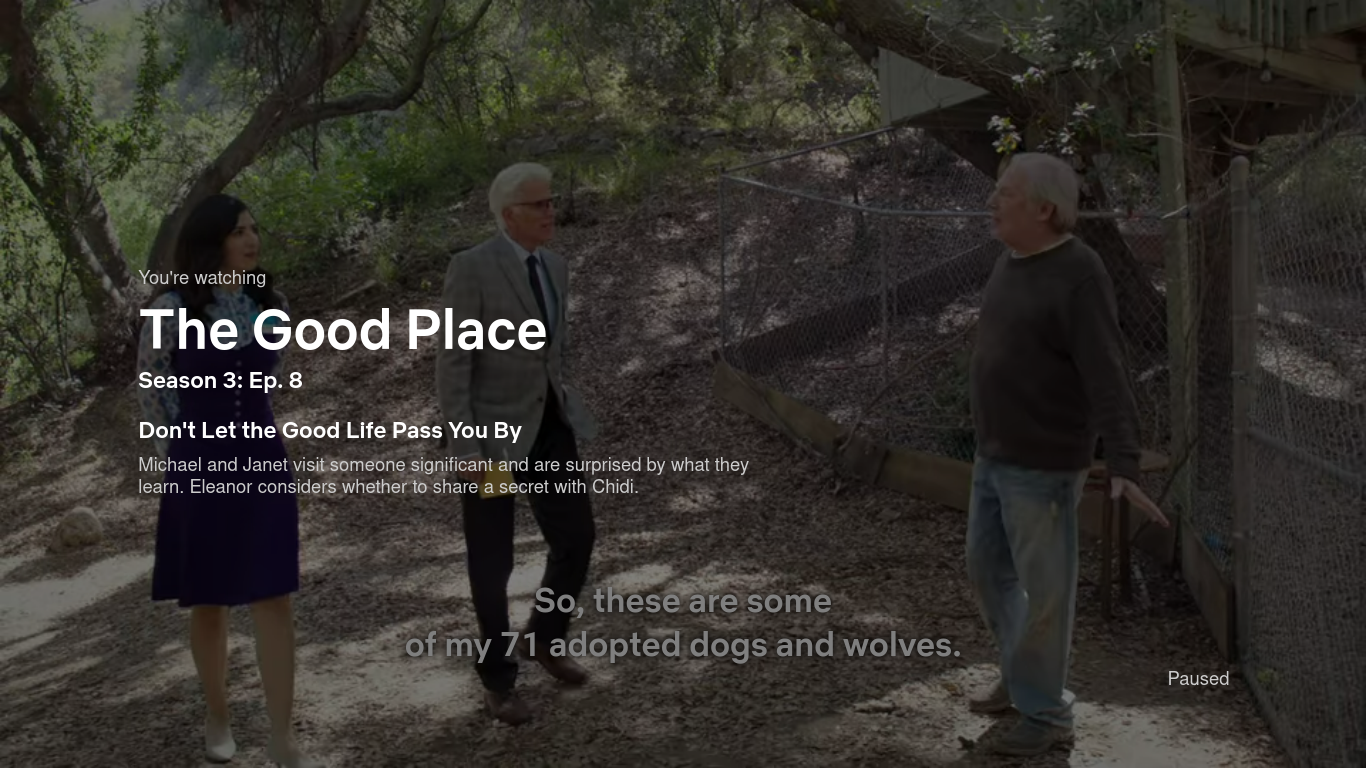 You're watching
The Good Place
Season 3: Ep. 8
Don't Let the Good Life Pass You By
Michael and Janet visit someone significant and are surprised by what they
learn. Eleanor considers whether to share a secret with Chidi.
So, these are some
of my 71 adopted dogs and wolves.
Paused